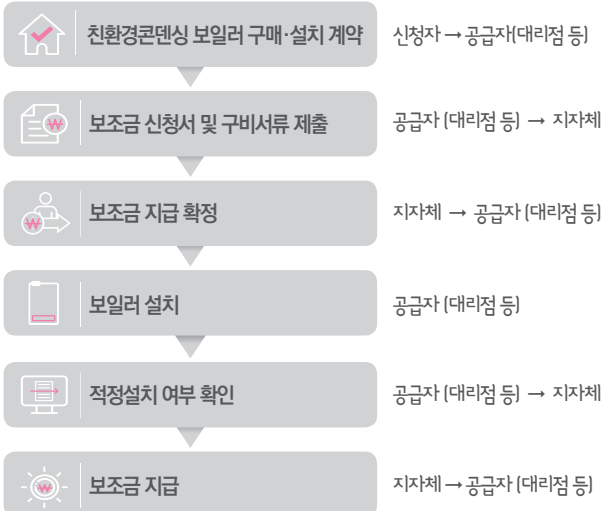 친환경콘덴싱 보일러 구매·설치 계약 신청자 → 공급자(대리점 등)
₩ 보조금 신청서 및 구비서류 제출 공급자 (대리점 등) → 지자체
₩ 보조금 지급 확정 지자체 → 공급자 (대리점 등)
보일러 설치 공급자 (대리점 등)
적정설치 여부 확인 공급자 (대리점 등) → 지자체
₩ 보조금 지급 지자체 → 공급자 (대리점 등)